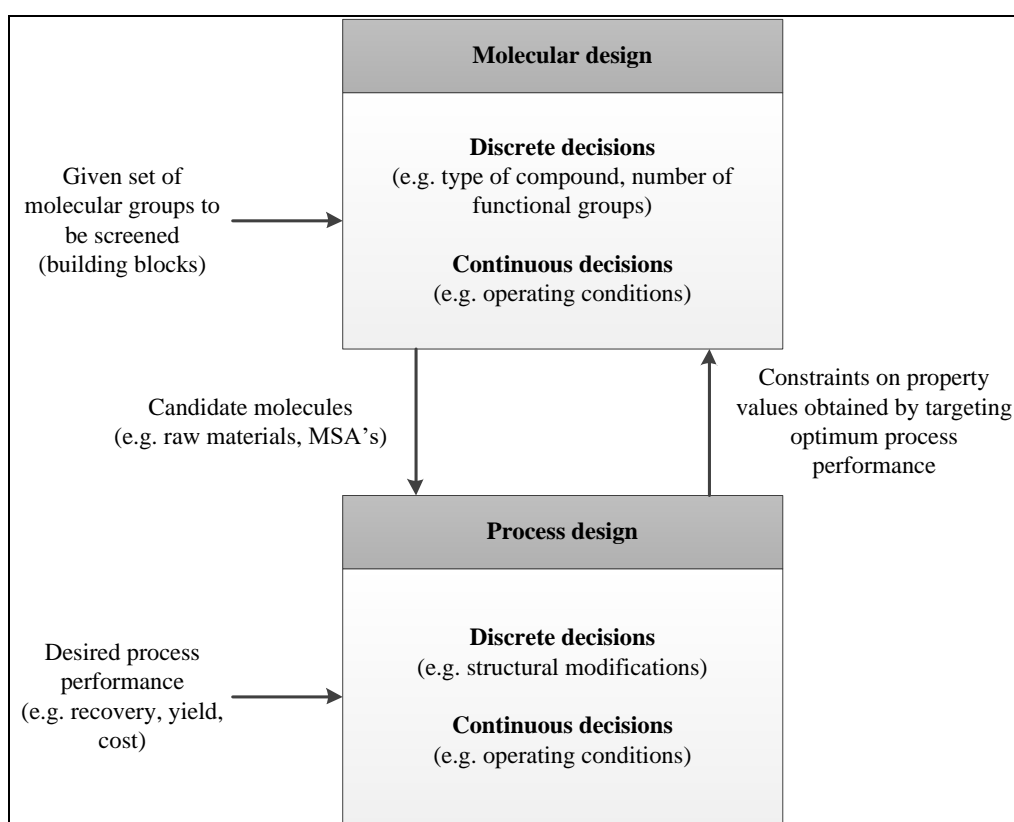 Molecular design
Discrete decisions
(e.g. type of compound, number of
functional groups)
Continuous decisions
(e.g. operating conditions)
Given set of
molecular groups to
be screened
(building blocks)
Candidate molecules
(e.g. raw materials, MSA’s)
Constraints on property
values obtained by targeting
optimum process
performance
Process design
Discrete decisions
(e.g. structural modifications)
Continuous decisions
(e.g. operating conditions)
Desired process
performance
(e.g. recovery, yield,
cost)